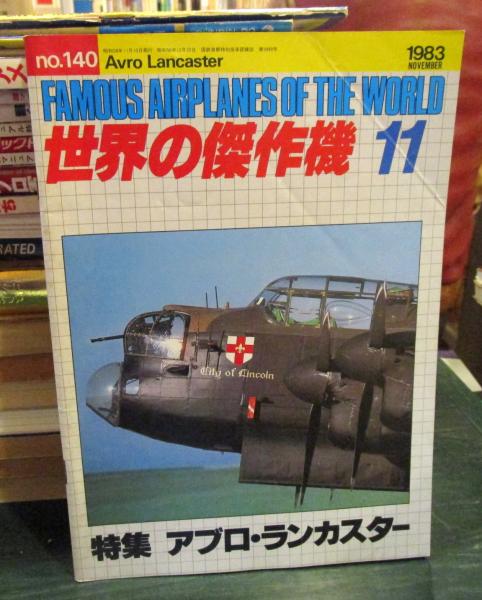 no.140
Avro Lancaster
1983
NOVEMBER
FAMOUS AIRPLANES OF THE WORLD
世界の傑作機 11
City of Lincoln
特集 アブロ・ランカスター